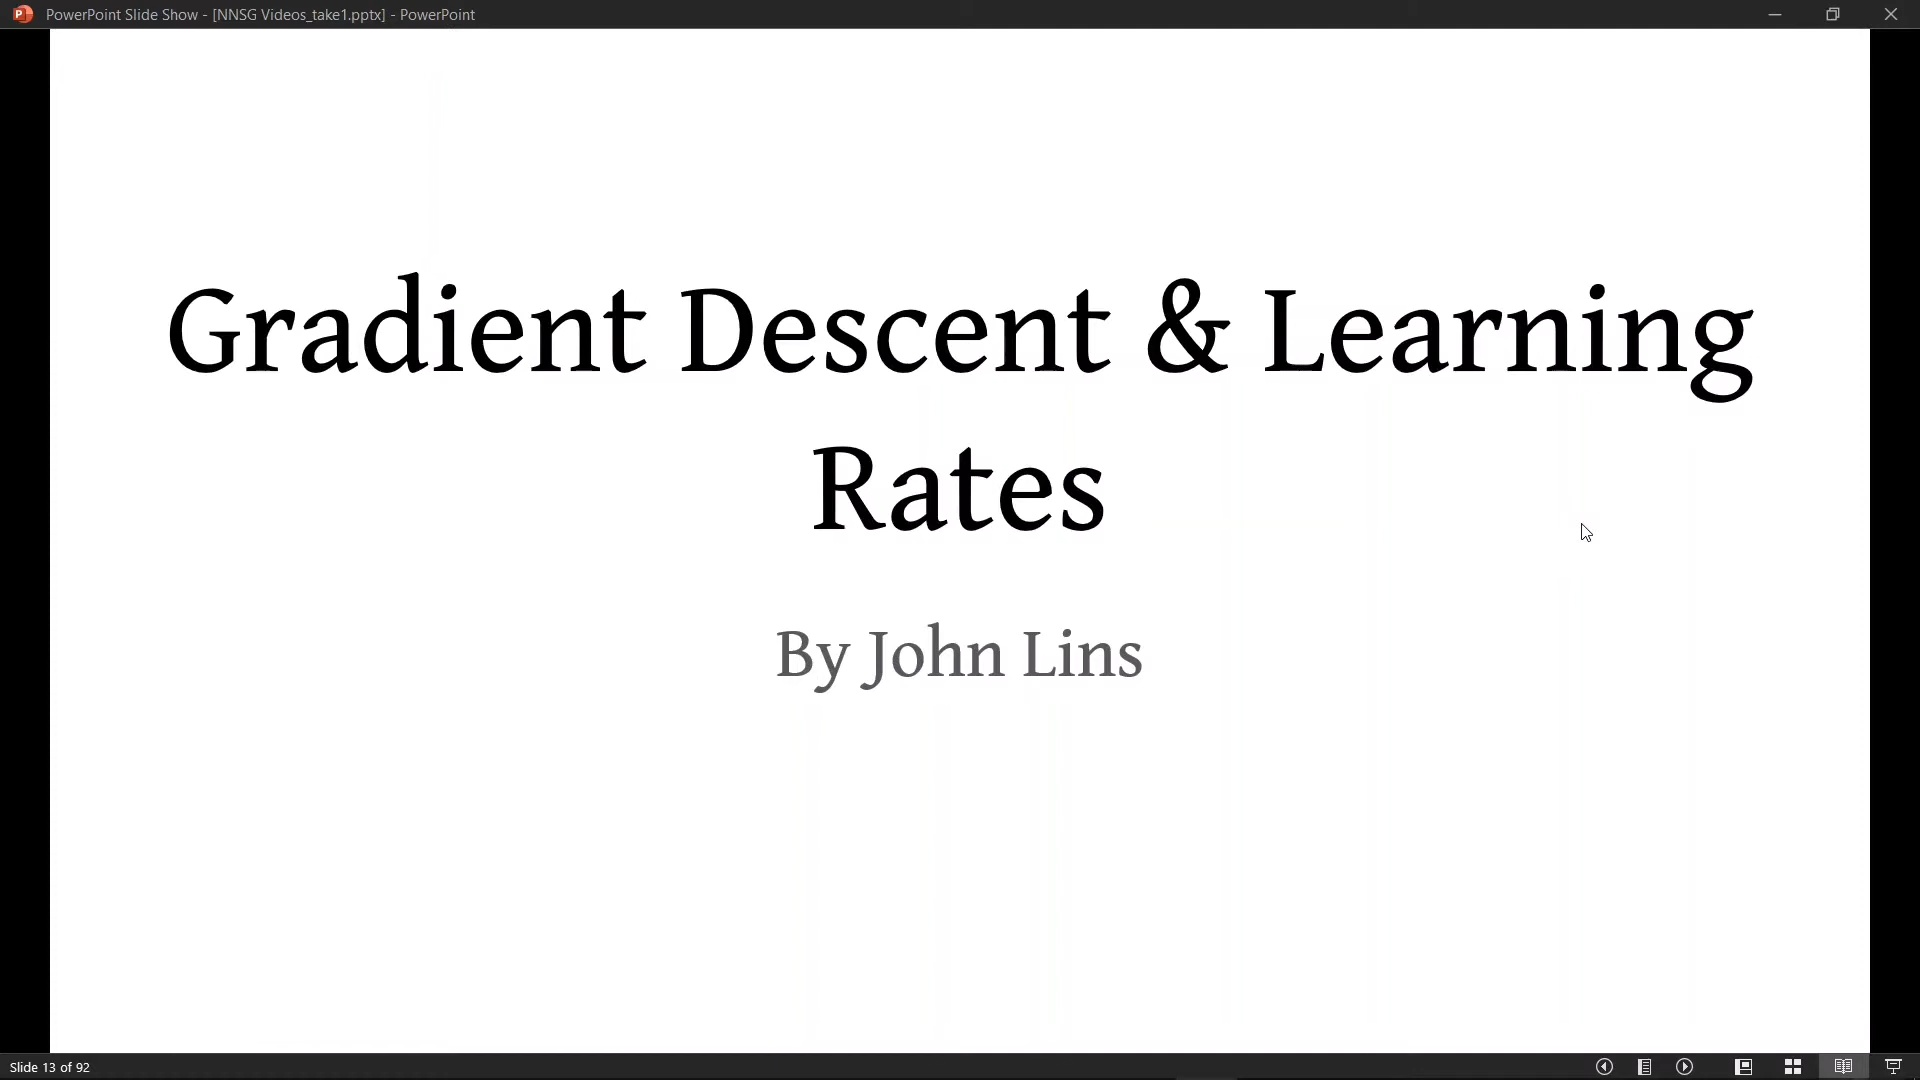 PowerPoint Slide Show - [NNSG Videos_take1.pptx] - PowerPoint
Gradient Descent & Learning
Rates
By John Lins
Slide 13 of 92